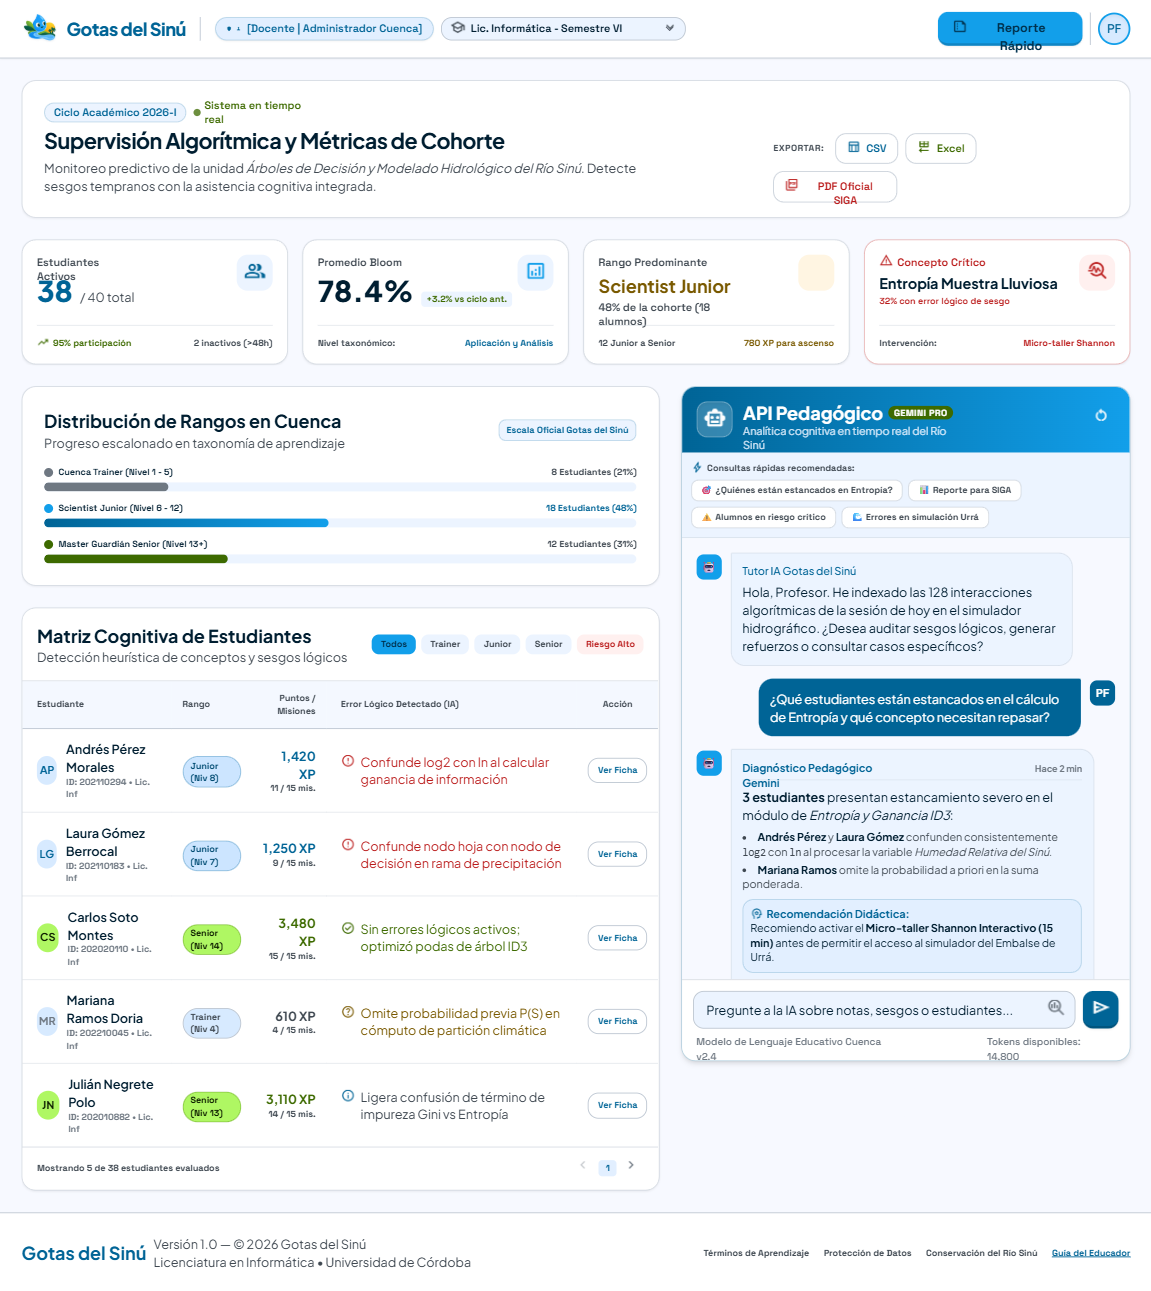 Gotas del Sinú
[Docente | Administrador Cuenca]
Lic. Informática - Semestre VI
Reporte
Rápido
PF
Ciclo Académico 2026-I
Sistema en tiempo
real
Supervisión Algorítmica y Métricas de Cohorte
Monitoreo predictivo de la unidad Árboles de Decisión y Modelado Hidrológico del Río Sinú. Detecte
sesgos tempranos con la asistencia cognitiva integrada.
EXPORTAR:
CSV
Excel
PDF Oficial
SIGA
Estudiantes
Activos
38 / 40 total
95% participación
2 inactivos (>48h)
Promedio Bloom
78.4%
+3.2% vs ciclo ant.
Nivel taxonómico:
Aplicación y Análisis
Rango Predominante
Scientist Junior
48% de la cohorte (18
alumnos)
12 Junior a Senior
780 XP para ascenso
Concepto Crítico
Entropía Muestra Lluviosa
32% con error lógico de sesgo
Intervención:
Micro-taller Shannon
Distribución de Rangos en Cuenca
Progreso escalonado en taxonomía de aprendizaje
Escala Oficial Gotas del Sinú
Cuenca Trainer (Nivel 1 - 5)
8 Estudiantes (21%)
Scientist Junior (Nivel 6 - 12)
18 Estudiantes (48%)
Master Guardián Senior (Nivel 13+)
12 Estudiantes (31%)
Matriz Cognitiva de Estudiantes
Detección heurística de conceptos y sesgos lógicos
Todos
Trainer
Junior
Senior
Riesgo Alto
Estudiante
Rango
Puntos /
Misiones
Error Lógico Detectado (IA)
Acción
AP
Andrés Pérez
Morales
ID: 202110294 • Lic.
Inf
Junior
(Niv 8)
1,420
XP
11 / 15 mis.
Confunde log2 con ln al calcular
ganancia de información
Ver Ficha
LG
Laura Gómez
Berrocal
ID: 202110183 • Lic.
Inf
Junior
(Niv 7)
1,250 XP
9 / 15 mis.
Confunde nodo hoja con nodo de
decisión en rama de precipitación
Ver Ficha
CS
Carlos Soto
Montes
ID: 202020110 • Lic.
Inf
Senior
(Niv 14)
3,480
XP
15 / 15 mis.
Sin errores lógicos activos;
optimizó podas de árbol ID3
Ver Ficha
MR
Mariana
Ramos Doria
ID: 202210045 • Lic.
Inf
Trainer
(Niv 4)
610 XP
4 / 15 mis.
Omite probabilidad previa P(S) en
cómputo de partición climática
Ver Ficha
JN
Julián Negrete
Polo
ID: 202010882 • Lic.
Inf
Senior
(Niv 13)
3,110 XP
14 / 15 mis.
Ligera confusión de término de
impureza Gini vs Entropía
Ver Ficha
Mostrando 5 de 38 estudiantes evaluados
1
API Pedagógico
GEMINI PRO
Analítica cognitiva en tiempo real del Río
Sinú
Consultas rápidas recomendadas:
¿Quiénes están estancados en Entropía?
Reporte para SIGA
Alumnos en riesgo crítico
Errores en simulación Urrá
Tutor IA Gotas del Sinú
Hola, Profesor. He indexado las 128 interacciones
algorítmicas de la sesión de hoy en el simulador
hidrográfico. ¿Desea auditar sesgos lógicos, generar
refuerzos o consultar casos específicos?
¿Qué estudiantes están estancados en el cálculo
de Entropía y qué concepto necesitan repasar?
PF
Diagnóstico Pedagógico
Gemini
Hace 2 min
3 estudiantes presentan estancamiento severo en el
módulo de Entropía y Ganancia ID3:
• Andrés Pérez y Laura Gómez confunden consistentemente
log2 con ln al procesar la variable Humedad Relativa del Sinú.
• Mariana Ramos omite la probabilidad a priori en la suma
ponderada.
Recomendación Didáctica:
Recomiendo activar el Micro-taller Shannon Interactivo (15
min) antes de permitir el acceso al simulador del Embalse de
Urrá.
Pregunte a la IA sobre notas, sesgos o estudiantes...
Modelo de Lenguaje Educativo Cuenca
v2.4
Tokens disponibles:
14,800
Gotas del Sinú
Versión 1.0 — © 2026 Gotas del Sinú
Licenciatura en Informática • Universidad de Córdoba
Términos de Aprendizaje
Protección de Datos
Conservación del Río Sinú
Guía del Educador